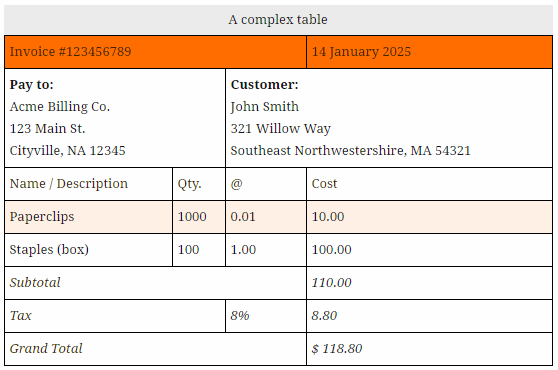 A complex table
Invoice #123456789 14 January 2025
Pay to: Customer:
Acme Billing Co. John Smith
123 Main St. 321 Willow Way
Cityville, NA 12345 Southeast Northwestershire, MA 54321
Name / Description Qty. @ Cost
Paperclips 1000 0.01 10.00
Staples (box) 100 1.00 100.00
Subtotal 110.00
Tax 8% 8.80
Grand Total $ 118.80